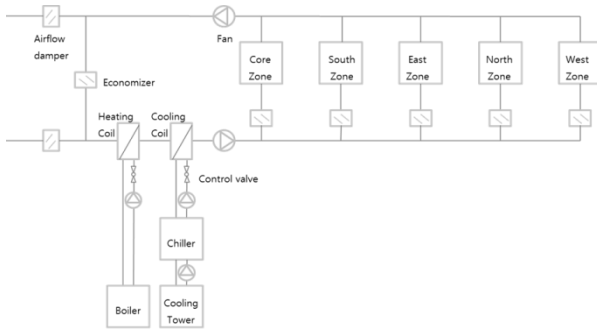 Airflow
damper
Fan
Core
Zone
South
Zone
East
Zone
North
Zone
West
Zone
Economizer
Heating
Coil
Cooling
Coil
Control valve
Chiller
Boiler
Cooling
Tower